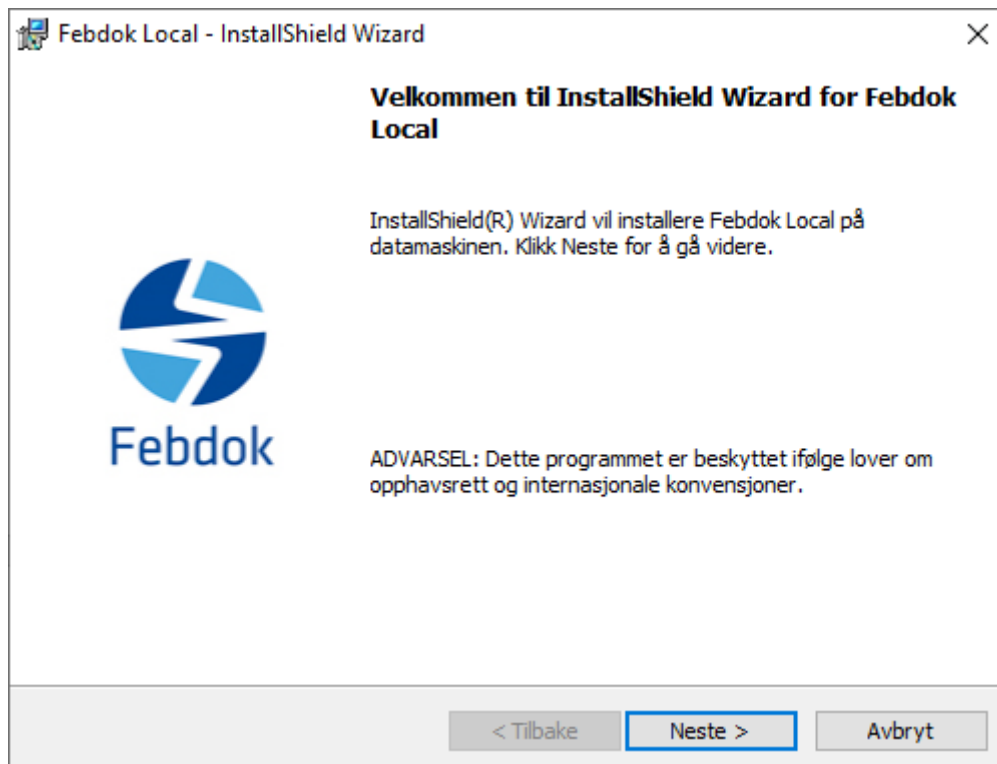 Febdok Local - InstallShield Wizard
Velkommen til InstallShield Wizard for Febdok
Local
InstallShield(R) Wizard vil installere Febdok Local på
datamaskinen. Klikk Neste for å gå videre.
Febdok
ADVARSEL: Dette programmet er beskyttet ifølge lover om
opphavsrett og internasjonale konvensjoner.
< Tilbake
Neste >
Avbryt